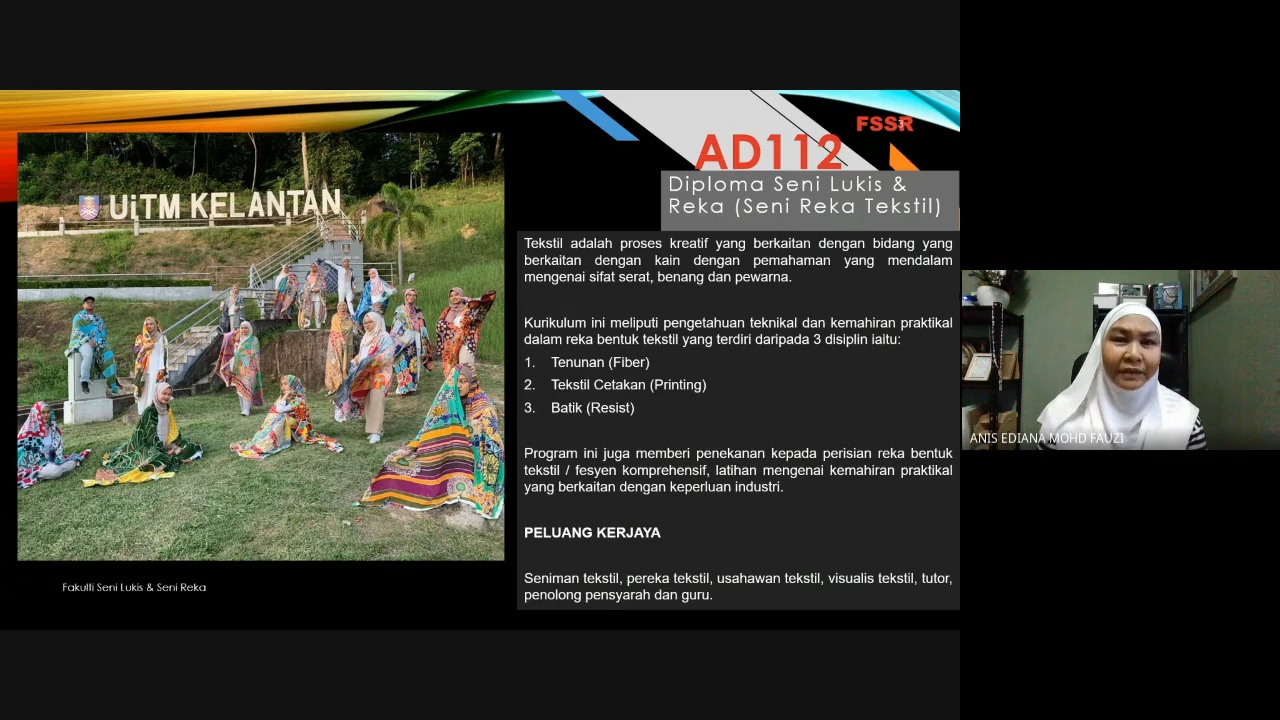 UiTM KELANTAN
FSSR
3
AD112
Diploma Seni Lukis &
Reka (Seni Reka Tekstil)
Tekstil adalah proses kreatif yang berkaitan dengan bidang yang
berkaitan dengan kain dengan pemahaman yang mendalam
mengenai sifat serat, benang dan pewarna.
Kurikulum ini meliputi pengetahuan teknikal dan kemahiran praktikal
dalam reka bentuk tekstil yang terdiri daripada 3 disiplin iaitu:
1. Tenunan (Fiber)
2. Tekstil Cetakan (Printing)
3. Batik (Resist)
Program ini juga memberi penekanan kepada perisian reka bentuk
tekstil / fesyen komprehensif, latihan mengenai kemahiran praktikal
yang berkaitan dengan keperluan industri.
PELUANG KERJAYA
Seniman tekstil, pereka tekstil, usahawan tekstil, visualis tekstil, tutor,
penolong pensyarah dan guru.
Fakulti Seni Lukis & Seni Reka
ANIS EDIANA MOHD FAUZI